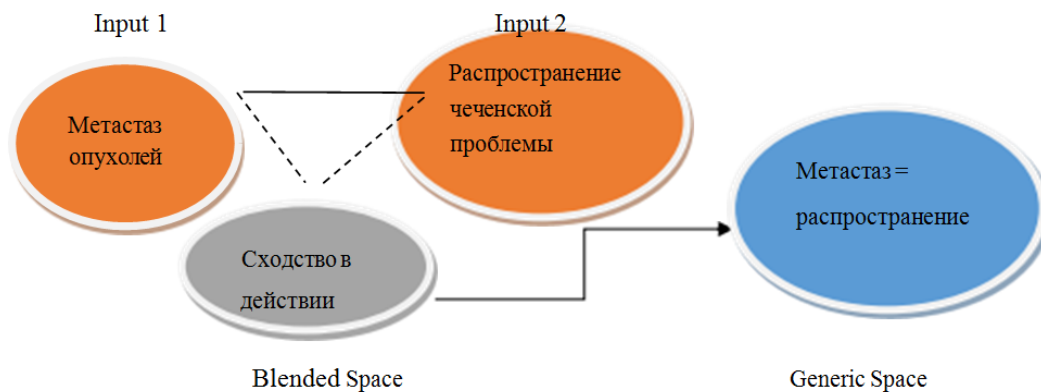 Input 1
Input 2
Метастаз
опухолей
Распространение
чеченской
проблемы
Метастаз =
распространение
Сходство в
действии
Blended Space
Generic Space